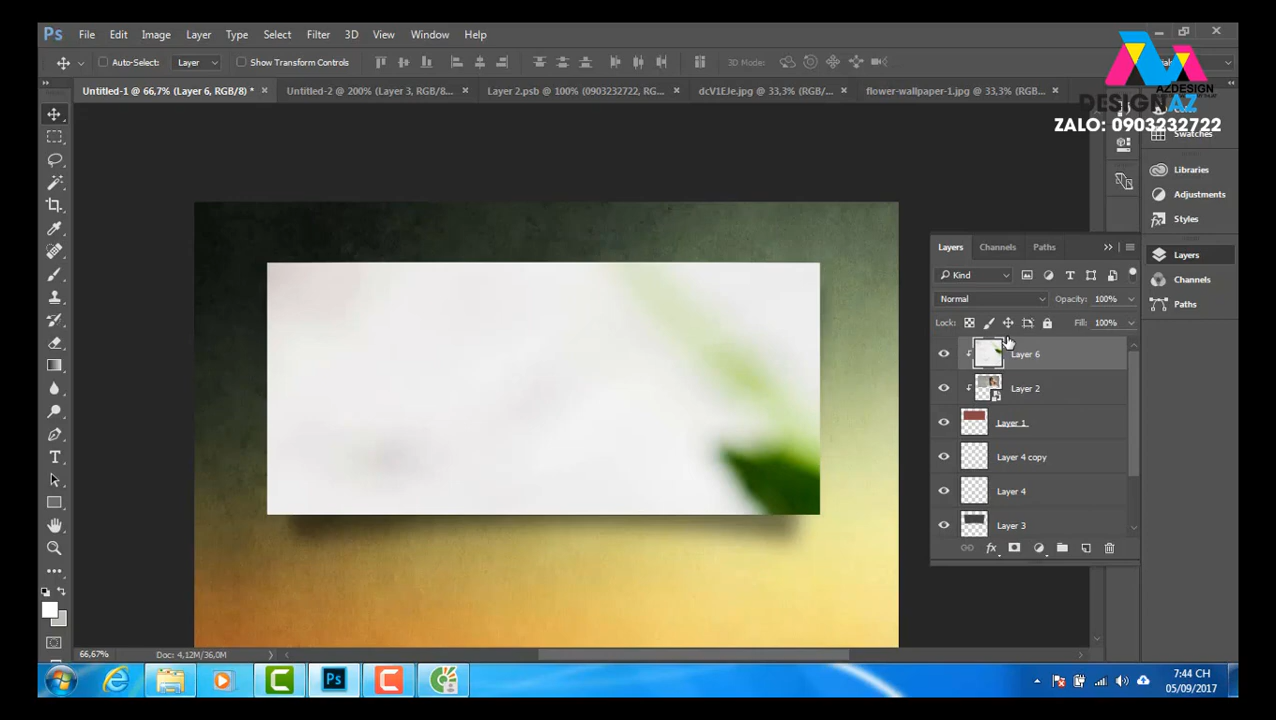 Ps File Edit Image Layer Type Select Filter 3D View Window Help
Auto-Select: Layer Show Transform Controls 3D Mode:
Untitled-1 @ 66,7% (Layer 6, RGB/8) * Untitled-2 @ 200% (Layer 3, RGB/8... Layer 2.psb @ 100% (0903232722, RG... dcV1EJe.jpg @ 33,3% (RGB/... flower-wallpaper-1.jpg @ 33,3% (RGB...
AZDESIGN
DESIGNAZ
ZALO: 0903232722
Swatches
Libraries
Adjustments
Styles
Layers
Channels
Paths
Layers Channels Paths
Kind
Normal Opacity: 100%
Lock: Fill: 100%
Layer 6
Layer 2
Layer 1
Layer 4 copy
Layer 4
Layer 3
66,67% Doc: 4,12M/36,0M
Ps
7:44 CH
05/09/2017